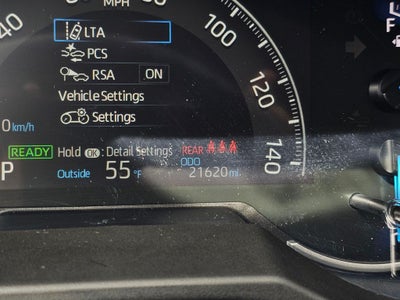 MPH
40
LTA
PCS
RSA ON
Vehicle Settings
Settings
120
140
0 km/h
READY Hold OK : Detail Settings REAR
ODO
P Outside 55 °F 21620 mi
F